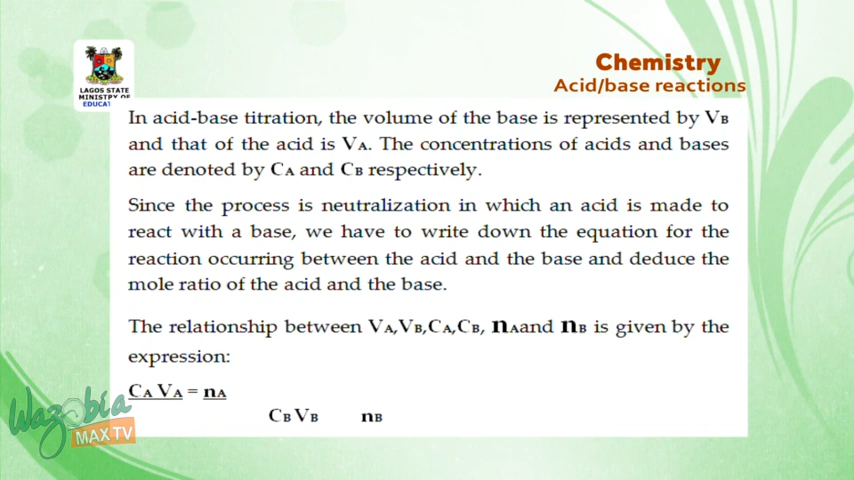 Chemistry
Acid/base reactions
LAGOS STATE
MINISTRY OF
EDUCAT
In acid-base titration, the volume of the base is represented by VB
and that of the acid is VA. The concentrations of acids and bases
are denoted by CA and CB respectively.
Since the process is neutralization in which an acid is made to
react with a base, we have to write down the equation for the
reaction occurring between the acid and the base and deduce the
mole ratio of the acid and the base.
The relationship between VA,VB,CA,CB, nAand nB is given by the
expression:
CA VA = nA
CB VB nB
Wazobia
MAX TV